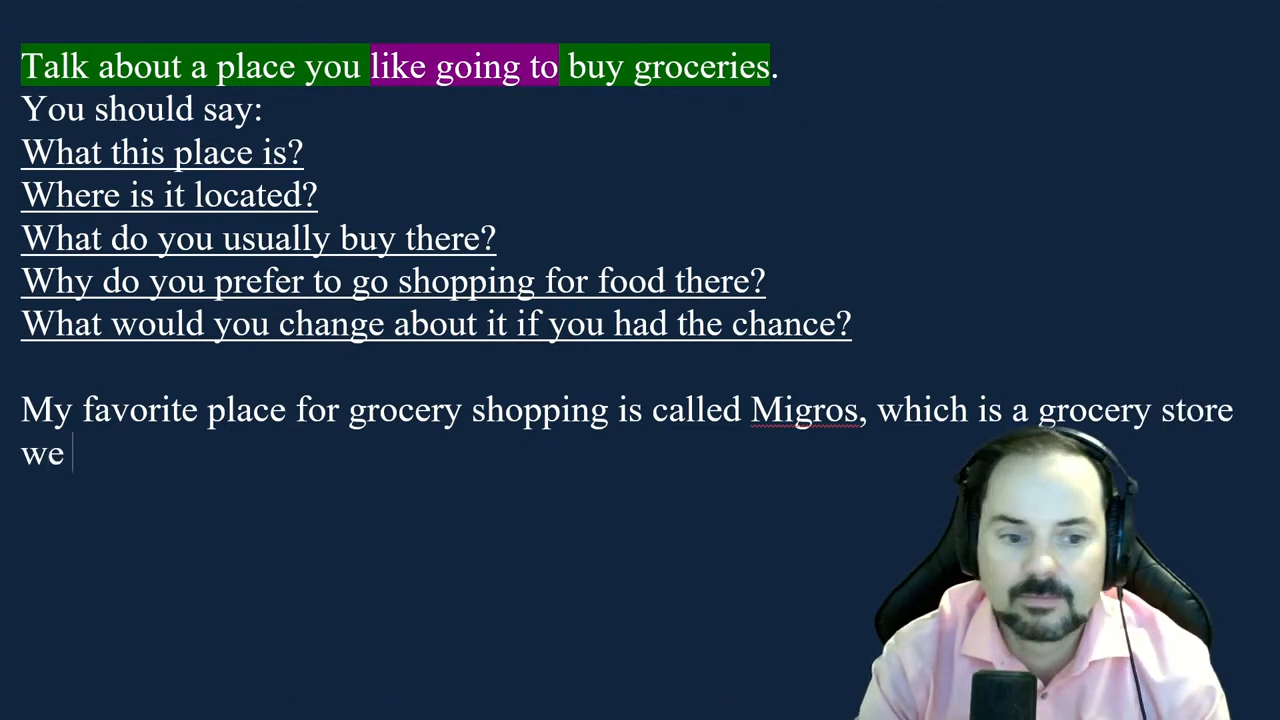 Talk about a place you like going to buy groceries.
You should say:
What this place is?
Where is it located?
What do you usually buy there?
Why do you prefer to go shopping for food there?
What would you change about it if you had the chance?
My favorite place for grocery shopping is called Migros, which is a grocery store
we